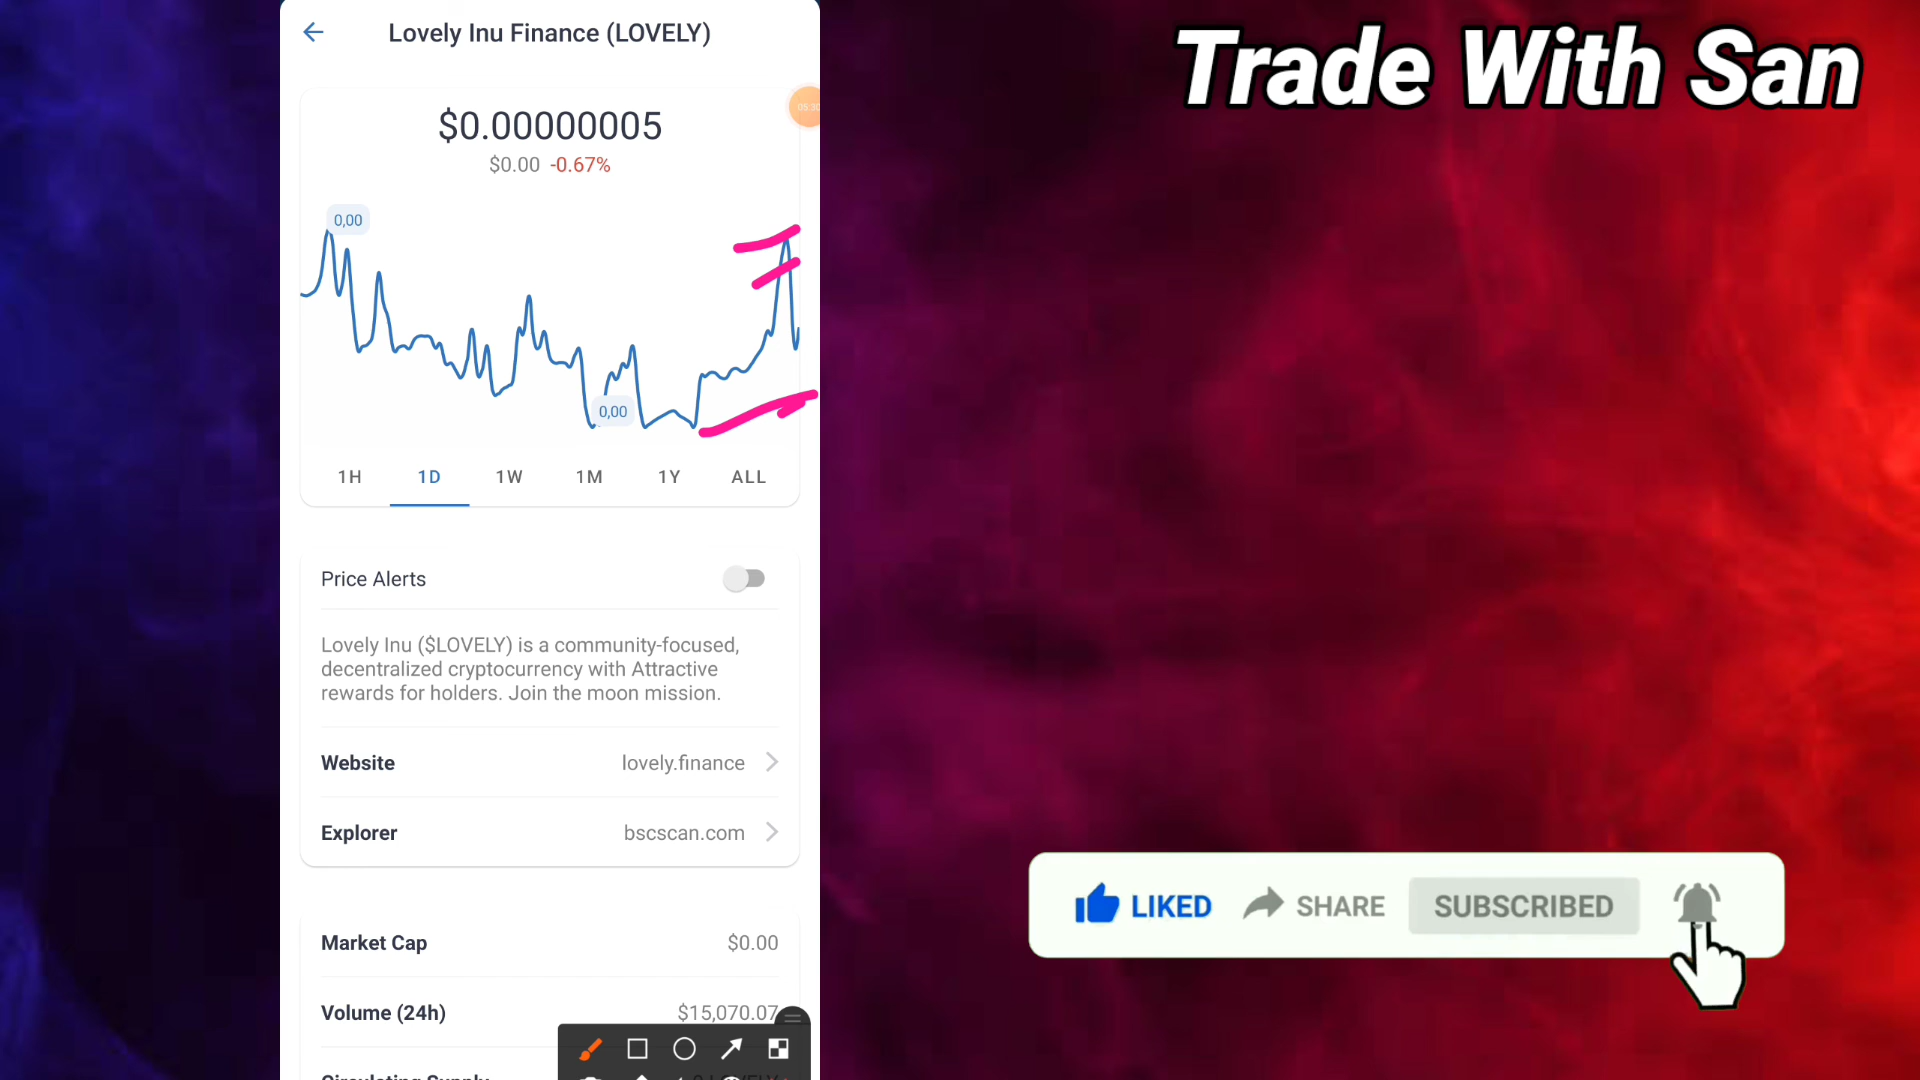 Lovely Inu Finance (LOVELY)
Trade With San
$0.00000005
$0.00 -0.67%
0,00
0,00
1H 1D 1W 1M 1Y ALL
Price Alerts
Lovely Inu ($LOVELY) is a community-focused,
decentralized cryptocurrency with Attractive
rewards for holders. Join the moon mission.
Website lovely.finance
Explorer bscscan.com
LIKED SHARE SUBSCRIBED
Market Cap $0.00
Volume (24h) $15,070.07
Circulating Supply